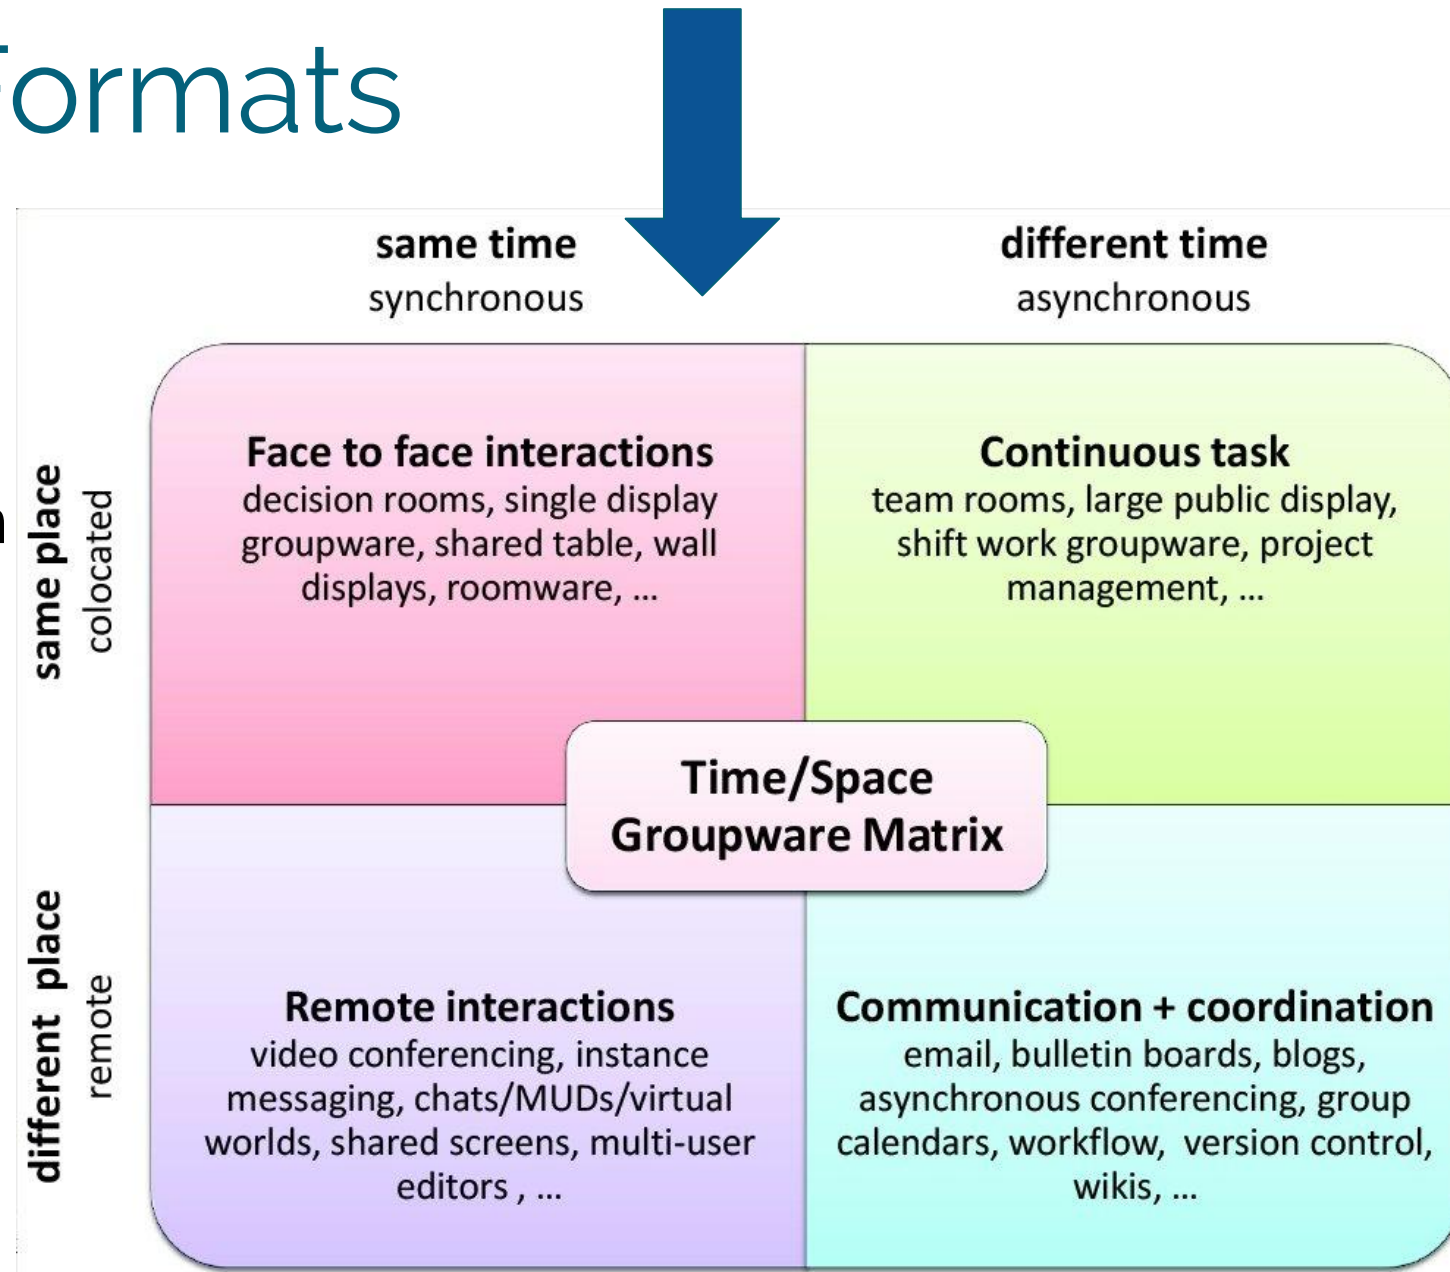 Formats
same time
synchronous
different time
asynchronous
same place
colocated
Face to face interactions
decision rooms, single display
groupware, shared table, wall
displays, roomware, ...
Continuous task
team rooms, large public display,
shift work groupware, project
management, ...
Time/Space
Groupware Matrix
different place
remote
Remote interactions
video conferencing, instance
messaging, chats/MUDs/virtual
worlds, shared screens, multi-user
editors , ...
Communication + coordination
email, bulletin boards, blogs,
asynchronous conferencing, group
calendars, workflow, version control,
wikis, ...